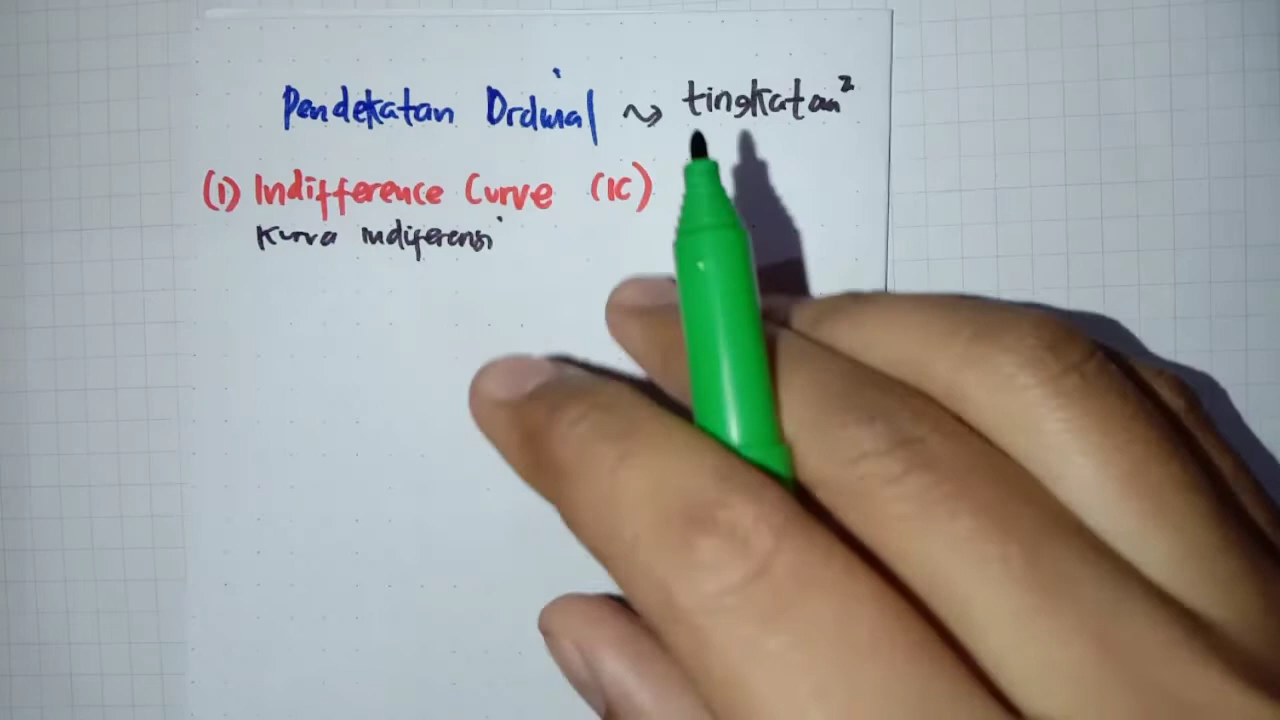 Pendekatan Ordinal ⤳ tingkatan²
(1) Indifference Curve (IC)
Kurva indiferensi